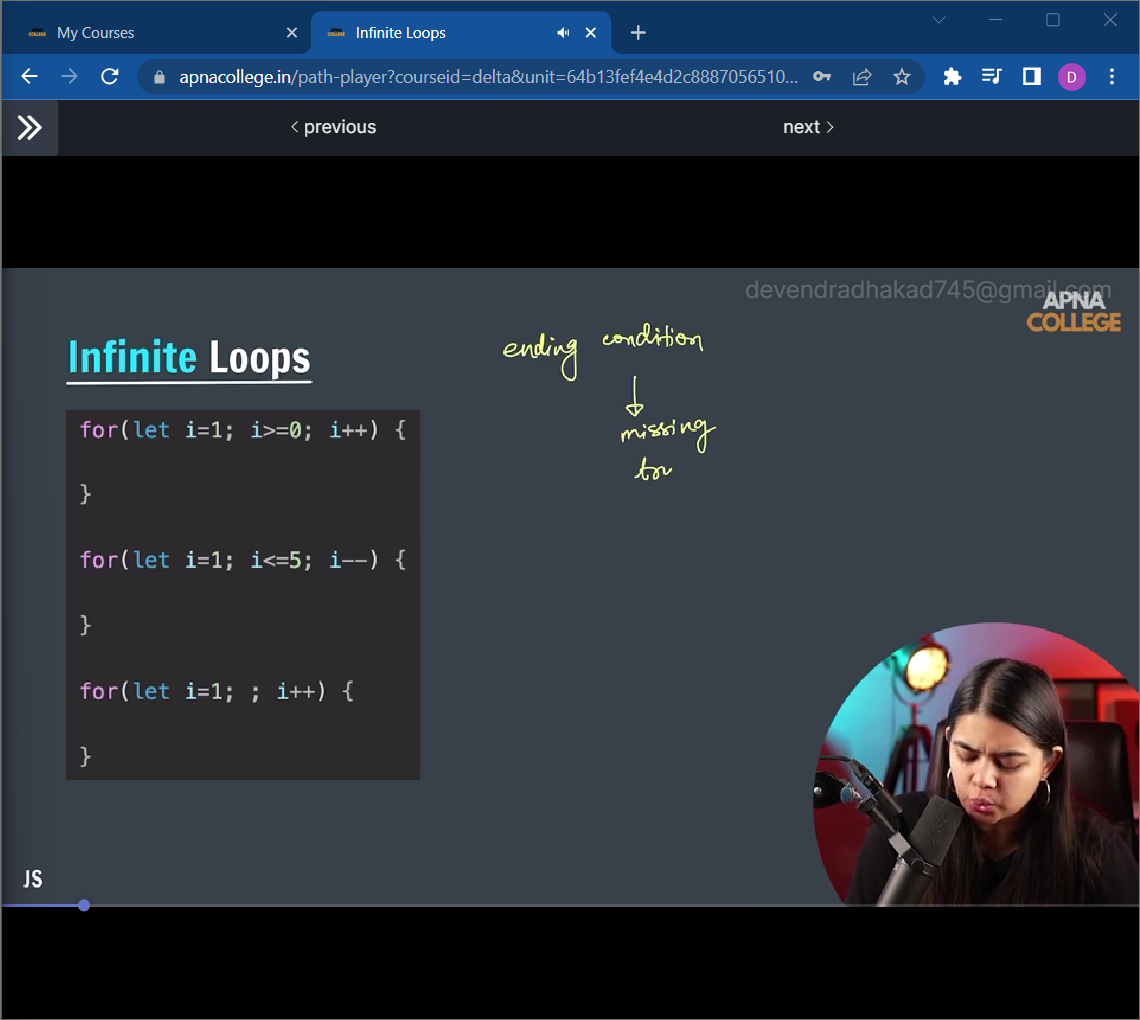 My Courses
Infinite Loops
apnacollege.in/path-player?courseid=delta&unit=64b13fef4e4d2c8887056510...
D
< previous
next >
devendradhakad745@gmail.com
APNA
COLLEGE
Infinite Loops
ending condition
missing
tru
for(let i=1; i>=0; i++) {
}
for(let i=1; i<=5; i--) {
}
for(let i=1; ; i++) {
}
JS